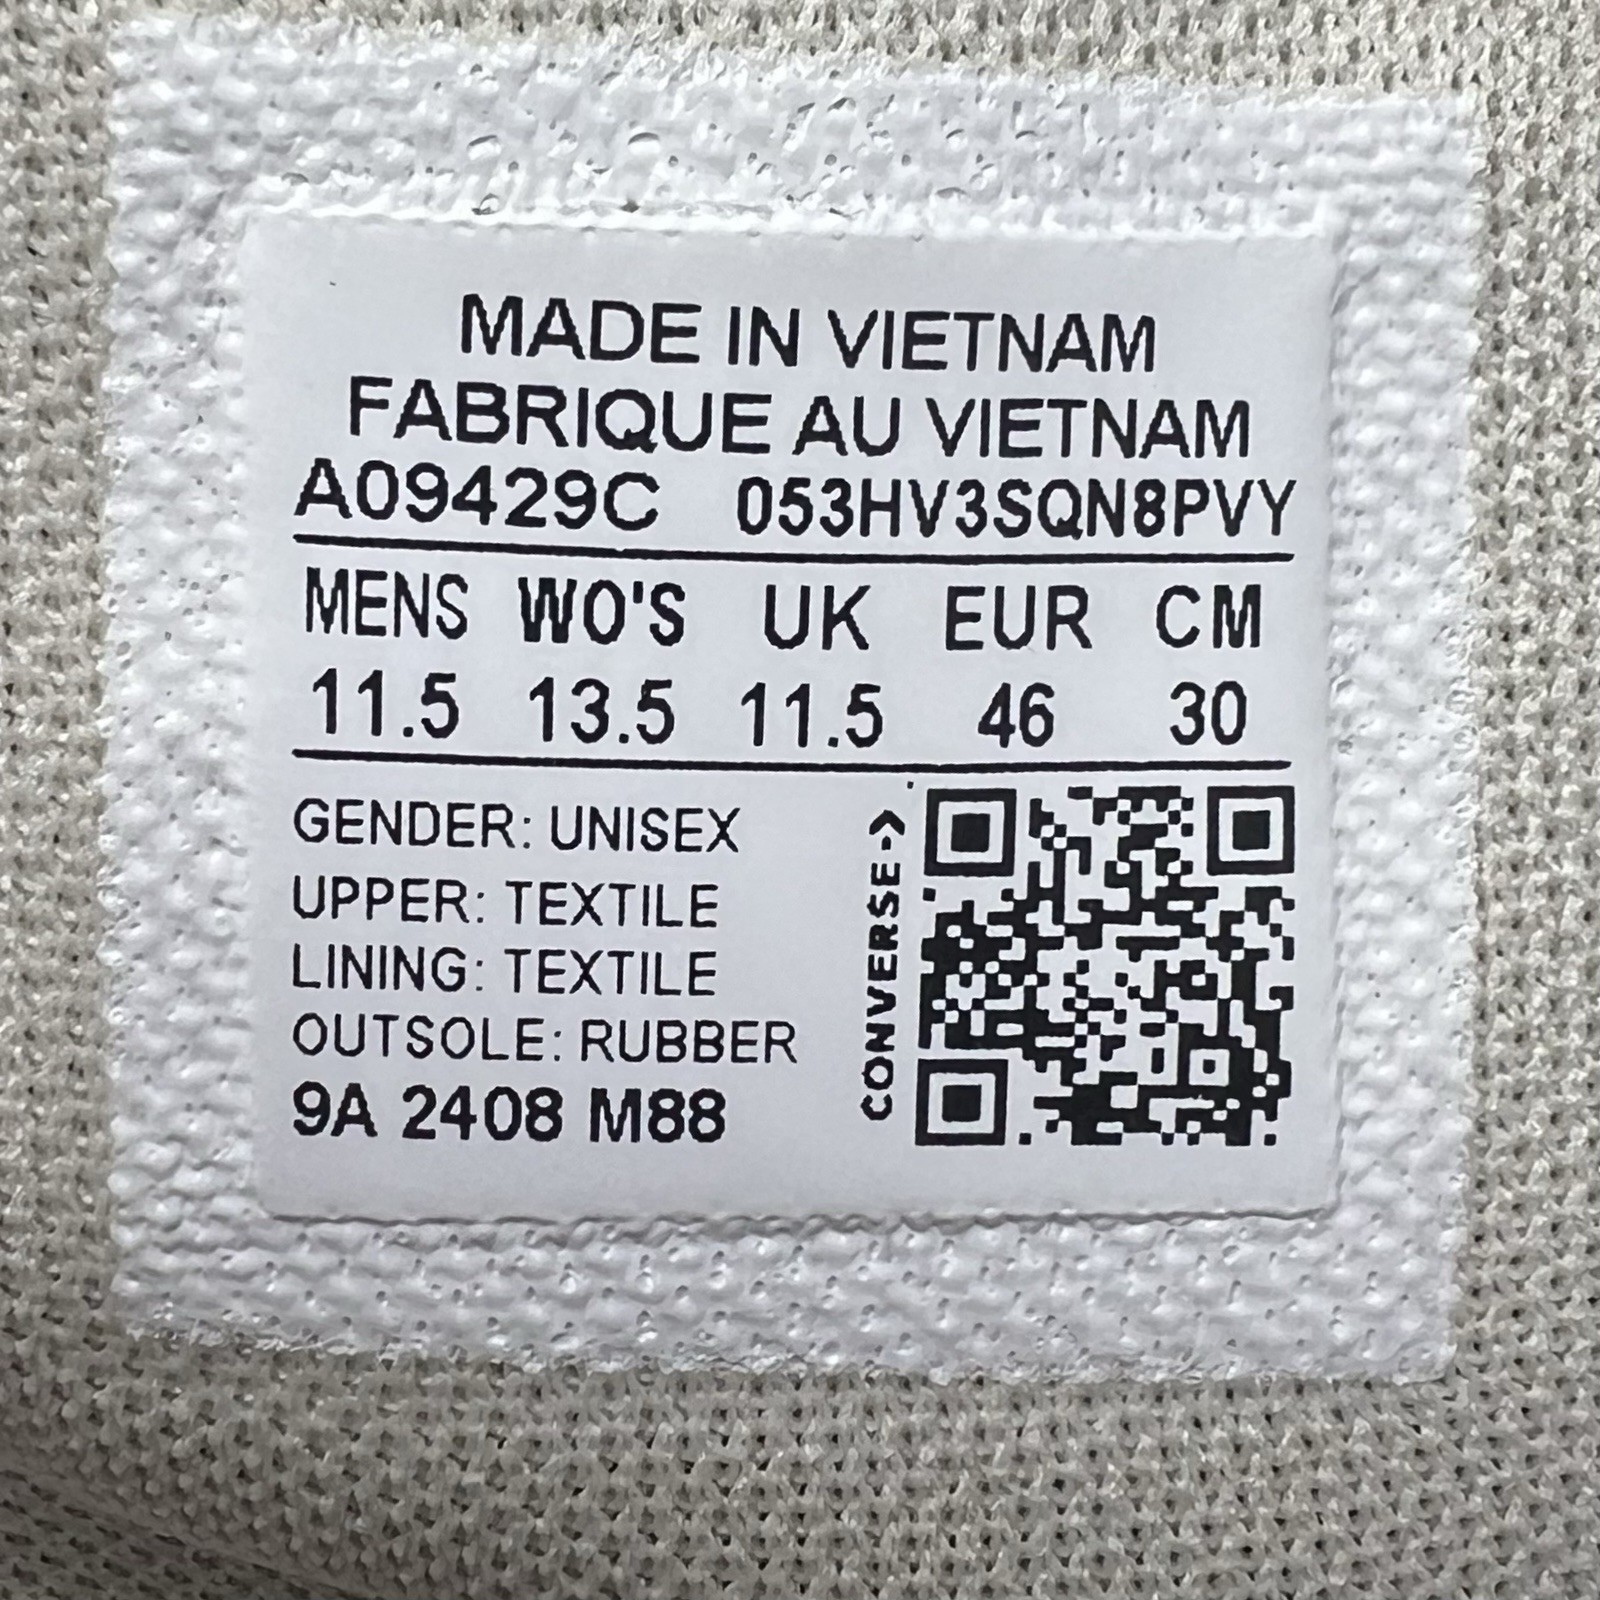 MADE IN VIETNAM
FABRIQUE AU VIETNAM
A09429C 053HV3SQN8PVY
MENS WO'S UK EUR CM
11.5 13.5 11.5 46 30
GENDER: UNISEX
UPPER: TEXTILE
LINING: TEXTILE
OUTSOLE: RUBBER
9A 2408 M88
CONVERSE->